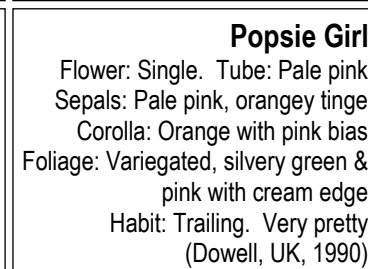 Popsie Girl
Flower: Single.  Tube: Pale pink
Sepals: Pale pink, orangey tinge
Corolla: Orange with pink bias
Foliage: Variegated, silvery green &
pink with cream edge
Habit: Trailing.  Very pretty
(Dowell, UK, 1990)